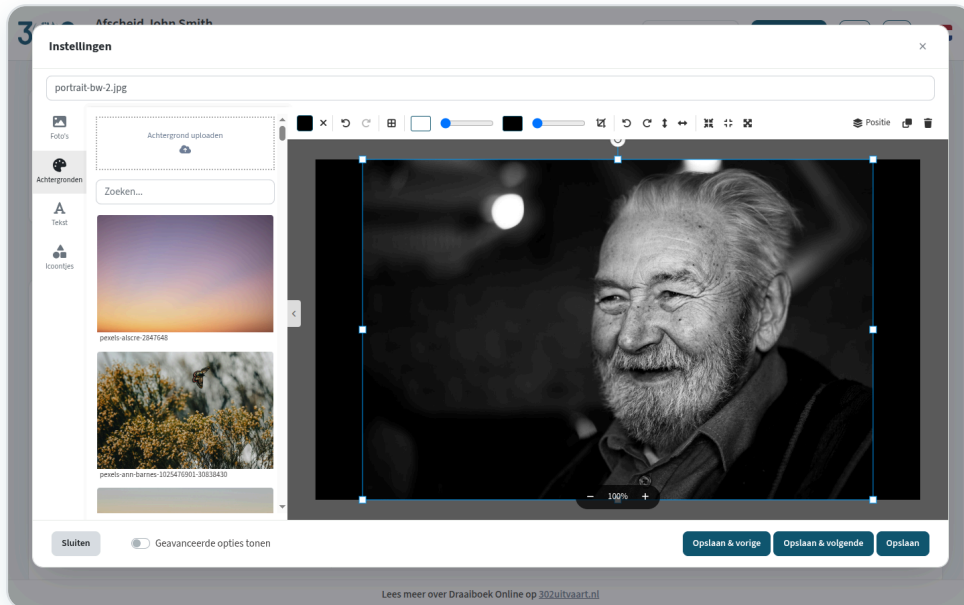 Afscheid John Smith
Instellingen
portrait-bw-2.jpg
Foto's
Achtergronden
Tekst
Icoontjes
Achtergrond uploaden
Zoeken...
pexels-alscre-2847648
pexels-ann-barnes-1025476901-30838430
Positie
100%
Sluiten
Geavanceerde opties tonen
Opslaan & vorige
Opslaan & volgende
Opslaan
Lees meer over Draaiboek Online op 302uitvaart.nl